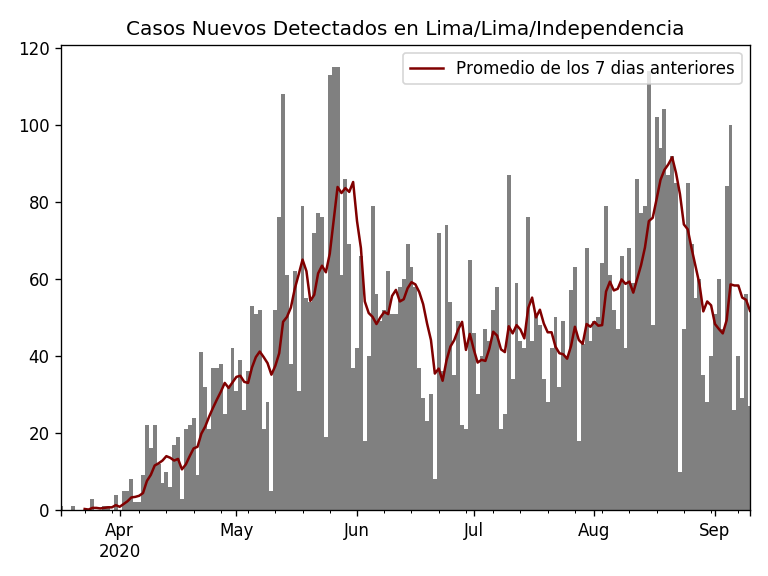 Casos Nuevos Detectados en Lima/Lima/Independencia
Promedio de los 7 dias anteriores
120
100
80
60
40
20
0
Apr
2020
May
Jun
Jul
Aug
Sep